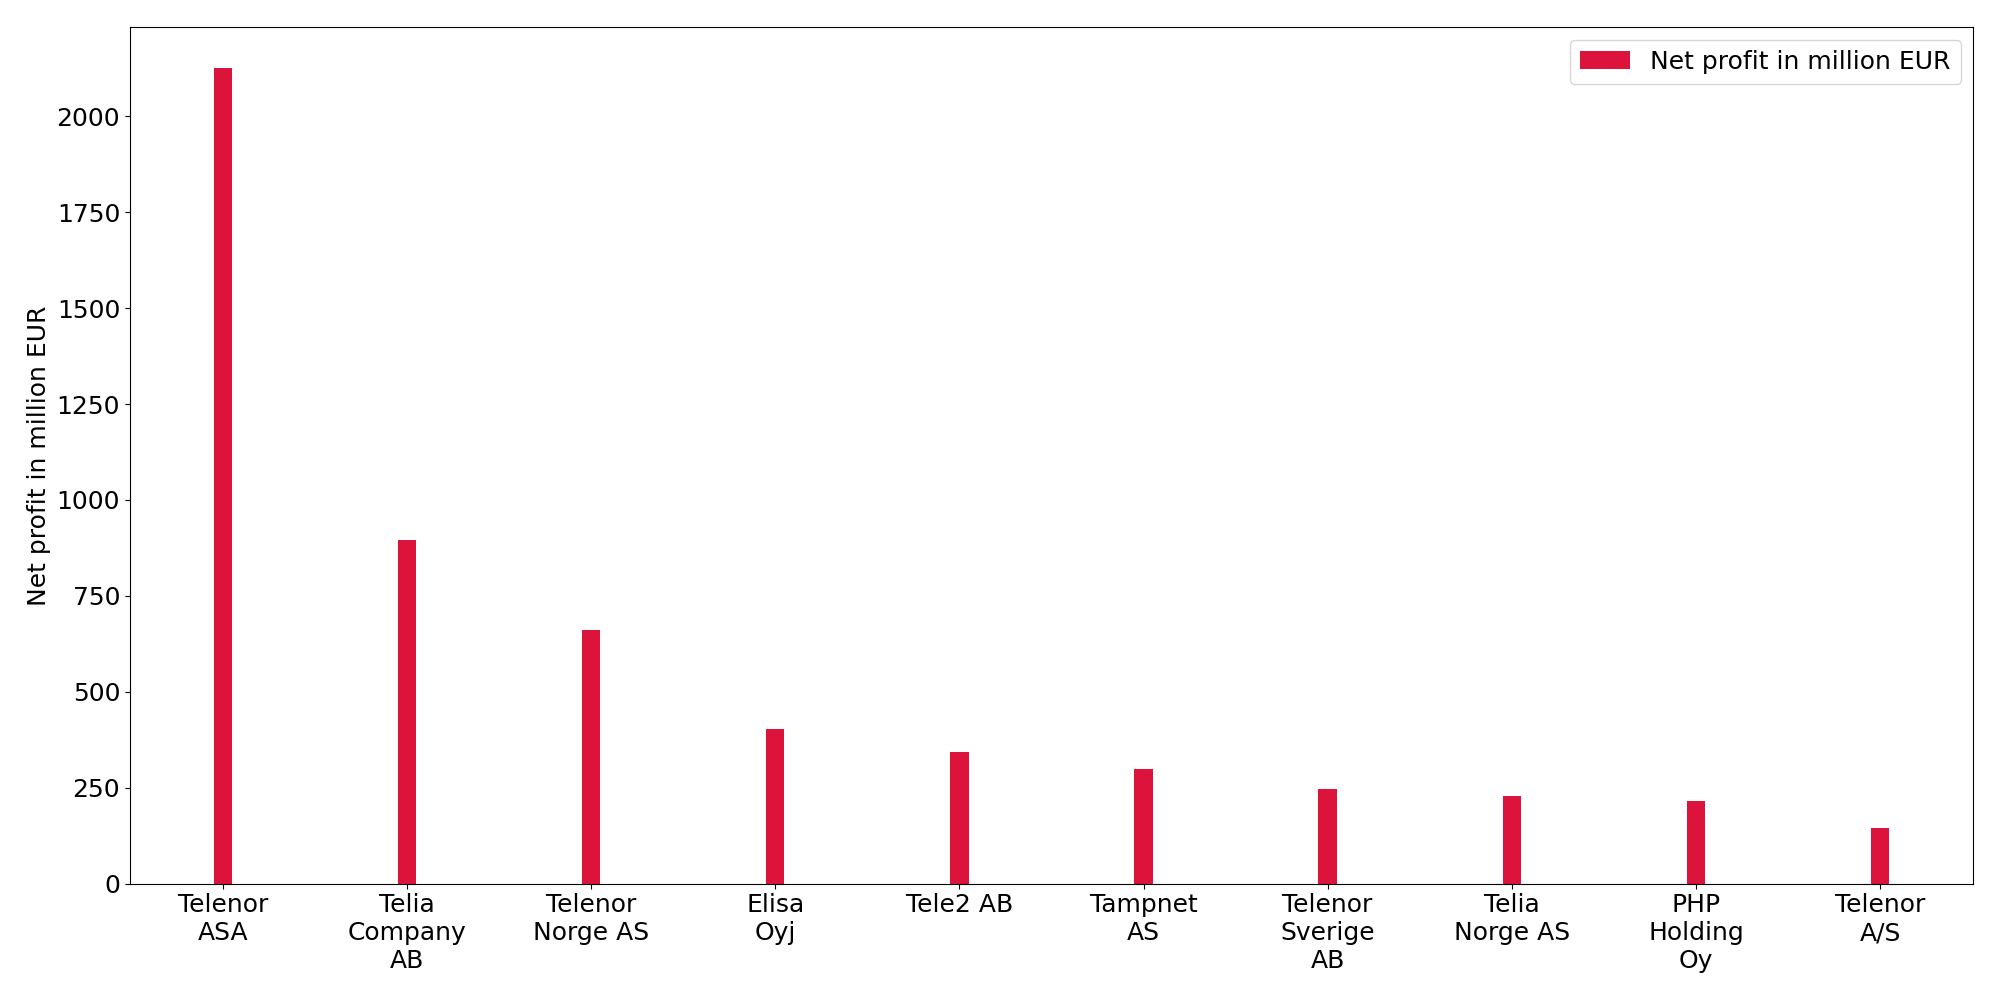 Net profit in million EUR
Net profit in million EUR
2000
1750
1500
1250
1000
750
500
250
0
Telenor
ASA
Telia
Company
AB
Telenor
Norge AS
Elisa
Oyj
Tele2 AB
Tampnet
AS
Telenor
Sverige
AB
Telia
Norge AS
PHP
Holding
Oy
Telenor
A/S